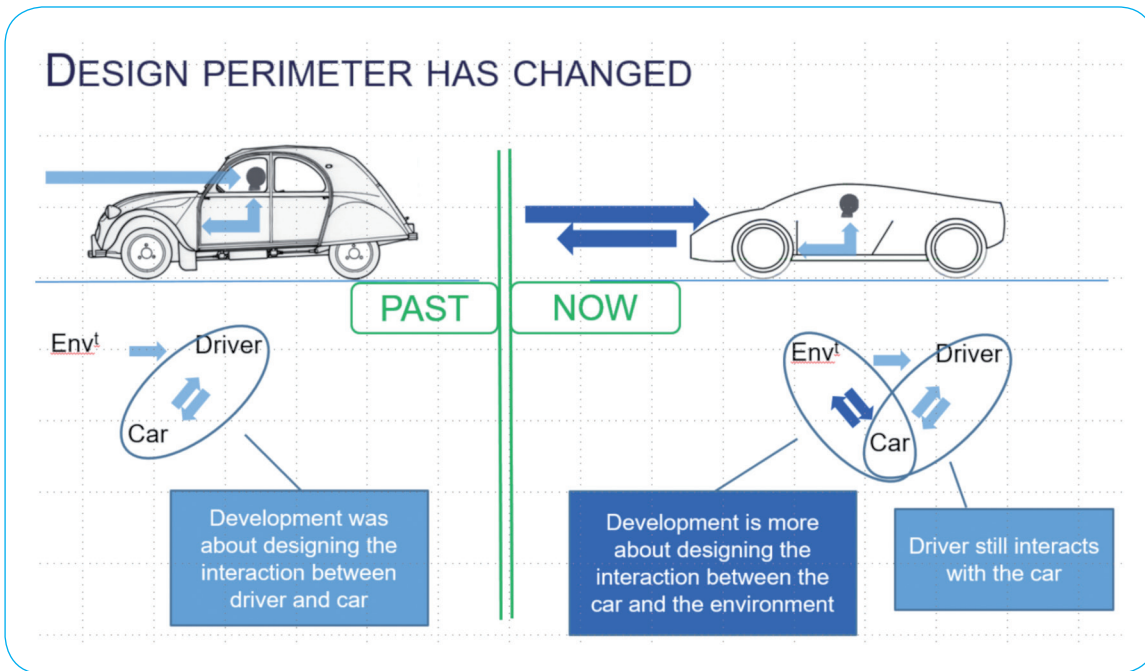 DESIGN PERIMETER HAS CHANGED
PAST
NOW
Envᵗ
Driver
Car
Development was
about designing the
interaction between
driver and car
Envᵗ
Driver
Car
Development is more
about designing the
interaction between the
car and the environment
Driver still interacts
with the car